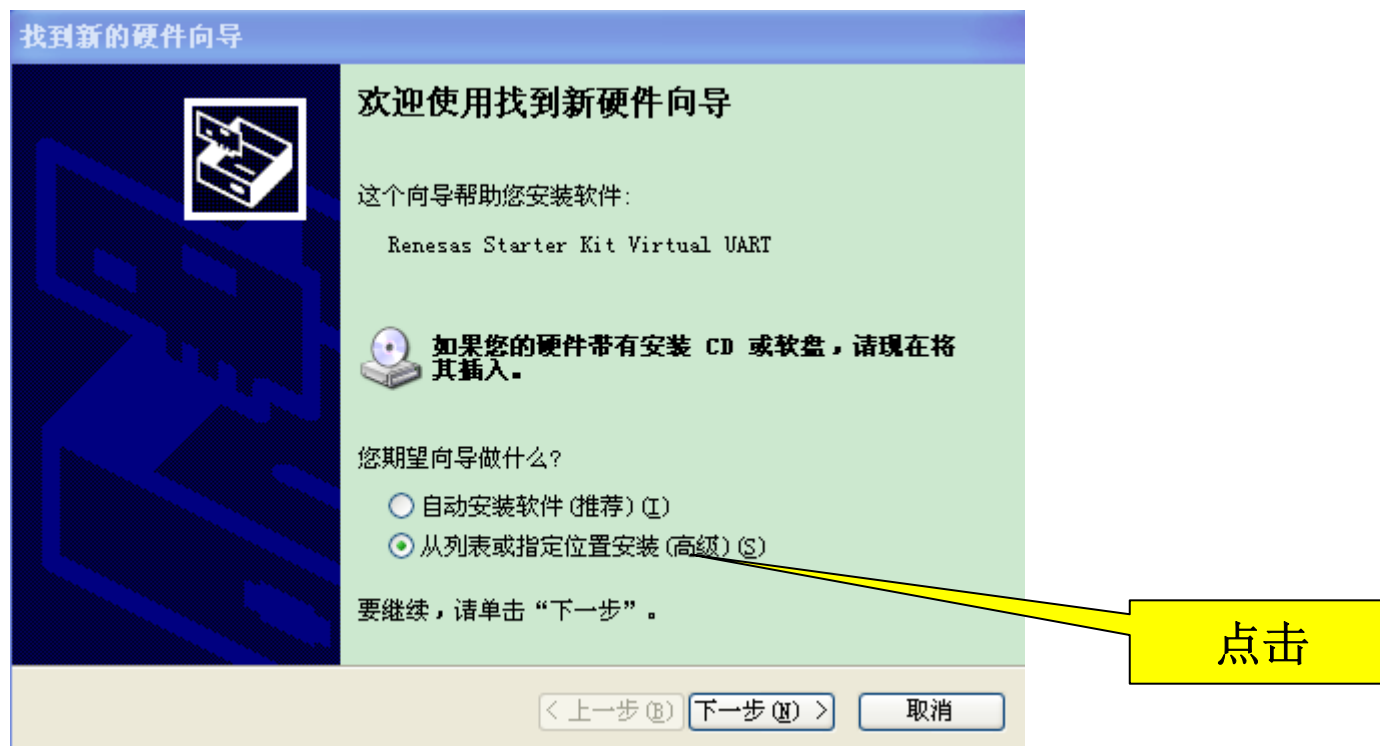 找到新的硬件向导
欢迎使用找到新硬件向导
这个向导帮助您安装软件:
Renesas Starter Kit Virtual UART
如果您的硬件带有安装 CD 或软盘，请现在将
其插入。
您期望向导做什么?
自动安装软件(推荐)(I)
从列表或指定位置安装(高级)(S)
要继续，请单击“下一步”。
点击
< 上一步(B) 下一步(N) > 取消